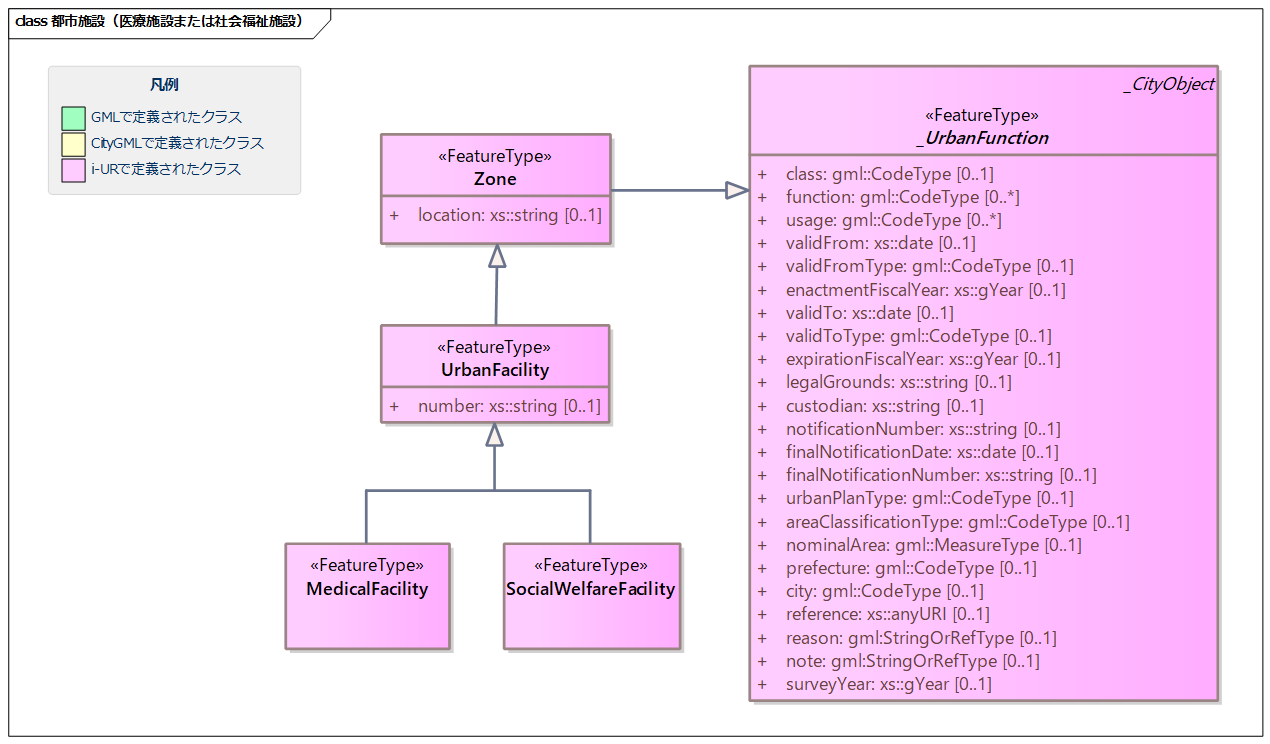 class 都市施設（医療施設または社会福祉施設）
凡例
GMLで定義されたクラス
CityGMLで定義されたクラス
i-URで定義されたクラス
«FeatureType»
Zone
+ location: xs::string [0..1]
«FeatureType»
UrbanFacility
+ number: xs::string [0..1]
«FeatureType»
MedicalFacility
«FeatureType»
SocialWelfareFacility
_CityObject
«FeatureType»
_UrbanFunction
+ class: gml::CodeType [0..1]
+ function: gml::CodeType [0..*]
+ usage: gml::CodeType [0..*]
+ validFrom: xs::date [0..1]
+ validFromType: gml::CodeType [0..1]
+ enactmentFiscalYear: xs::gYear [0..1]
+ validTo: xs::date [0..1]
+ validToType: gml::CodeType [0..1]
+ expirationFiscalYear: xs::gYear [0..1]
+ legalGrounds: xs::string [0..1]
+ custodian: xs::string [0..1]
+ notificationNumber: xs::string [0..1]
+ finalNotificationDate: xs::date [0..1]
+ finalNotificationNumber: xs::string [0..1]
+ urbanPlanType: gml::CodeType [0..1]
+ areaClassificationType: gml::CodeType [0..1]
+ nominalArea: gml::MeasureType [0..1]
+ prefecture: gml::CodeType [0..1]
+ city: gml::CodeType [0..1]
+ reference: xs::anyURI [0..1]
+ reason: gml:StringOrRefType [0..1]
+ note: gml:StringOrRefType [0..1]
+ surveyYear: xs::gYear [0..1]